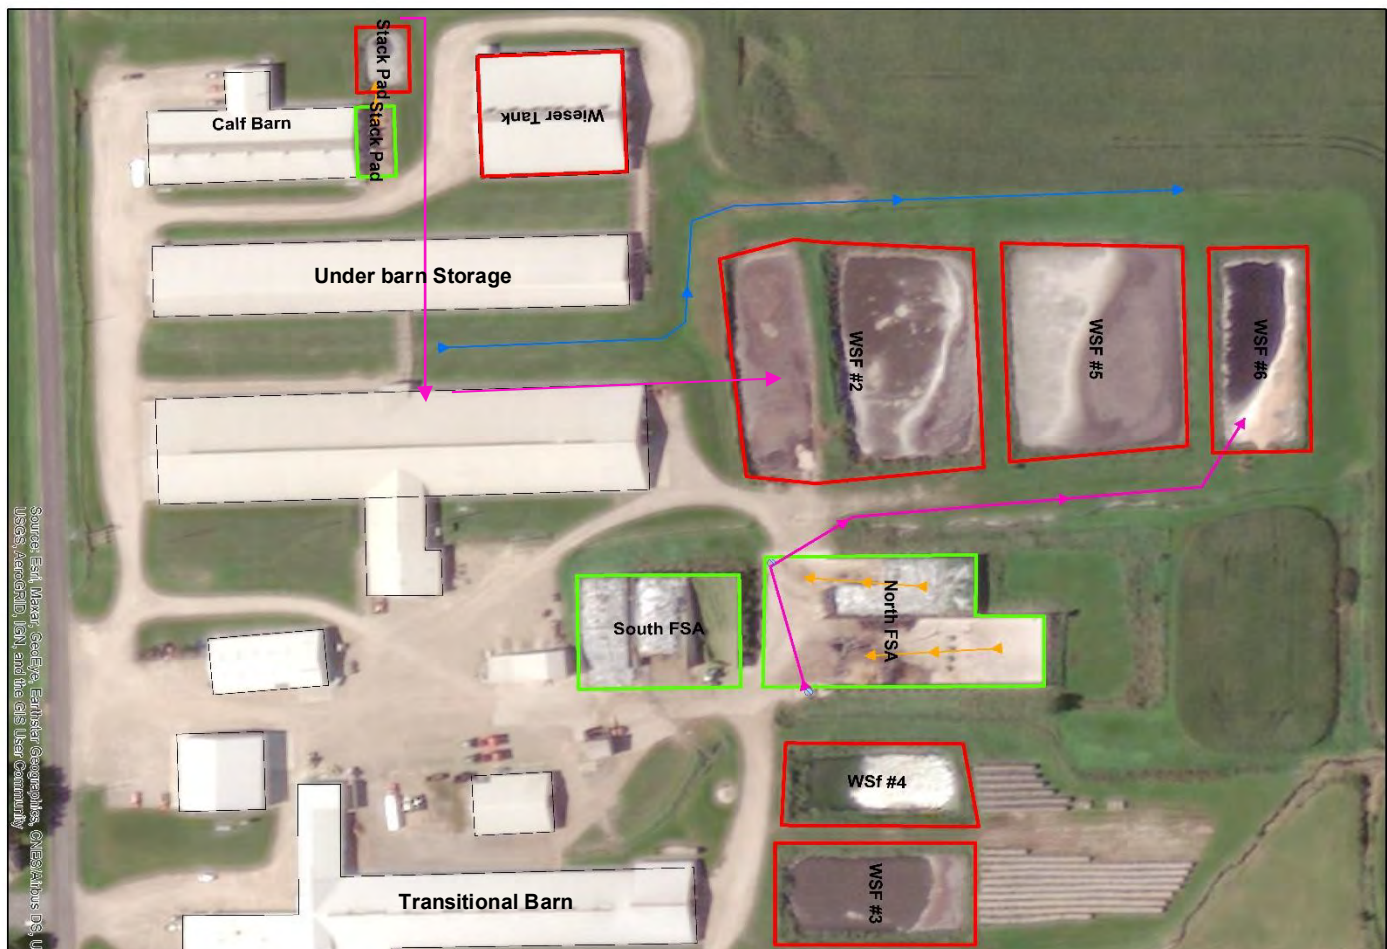 Stack Pad
Stack Pad
Calf Barn
Wieser Tank
Under barn Storage
WSF #2
WSF #5
WSF #6
South FSA
North FSA
WSf #4
WSF #3
Transitional Barn
Source: Esri, Maxar, GeoEye, Earthstar Geographics, CNES/Airbus DS, U
USGS, AeroGRID, IGN, and the GIS User Community